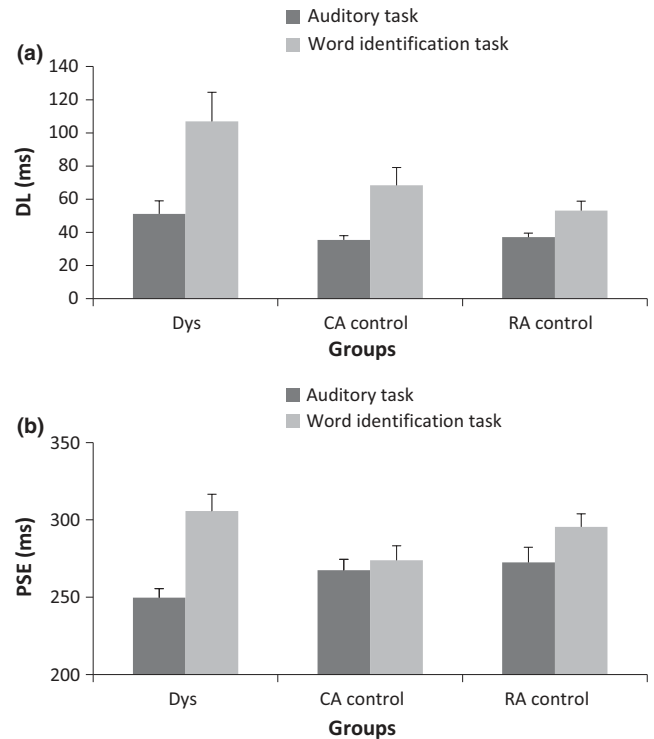 Auditory task
Word identification task
(a)
140
120
100
80
60
40
20
0
DL (ms)
Dys CA control RA control
Groups
Auditory task
Word identification task
(b)
350
300
250
200
PSE (ms)
Dys CA control RA control
Groups